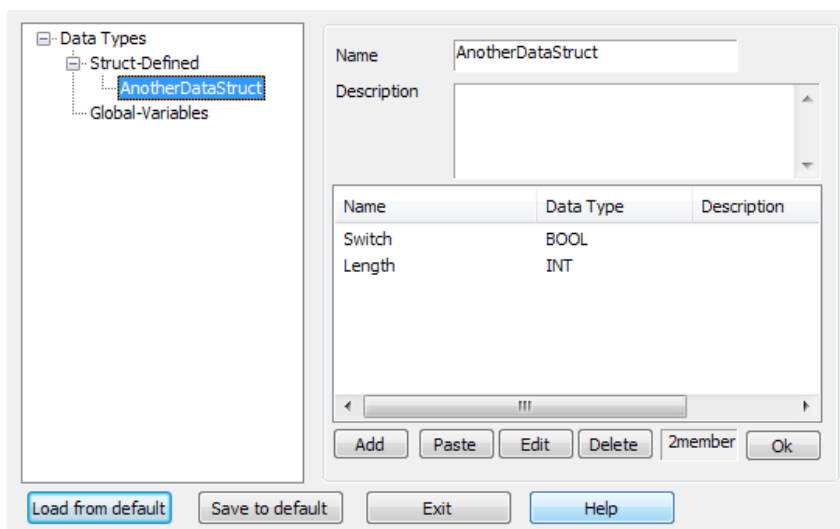 Data Types
Struct-Defined
AnotherDataStruct
Global-Variables
Name AnotherDataStruct
Description
Name Data Type Description
Switch BOOL
Length INT
Add Paste Edit Delete 2member Ok
Load from default Save to default Exit Help